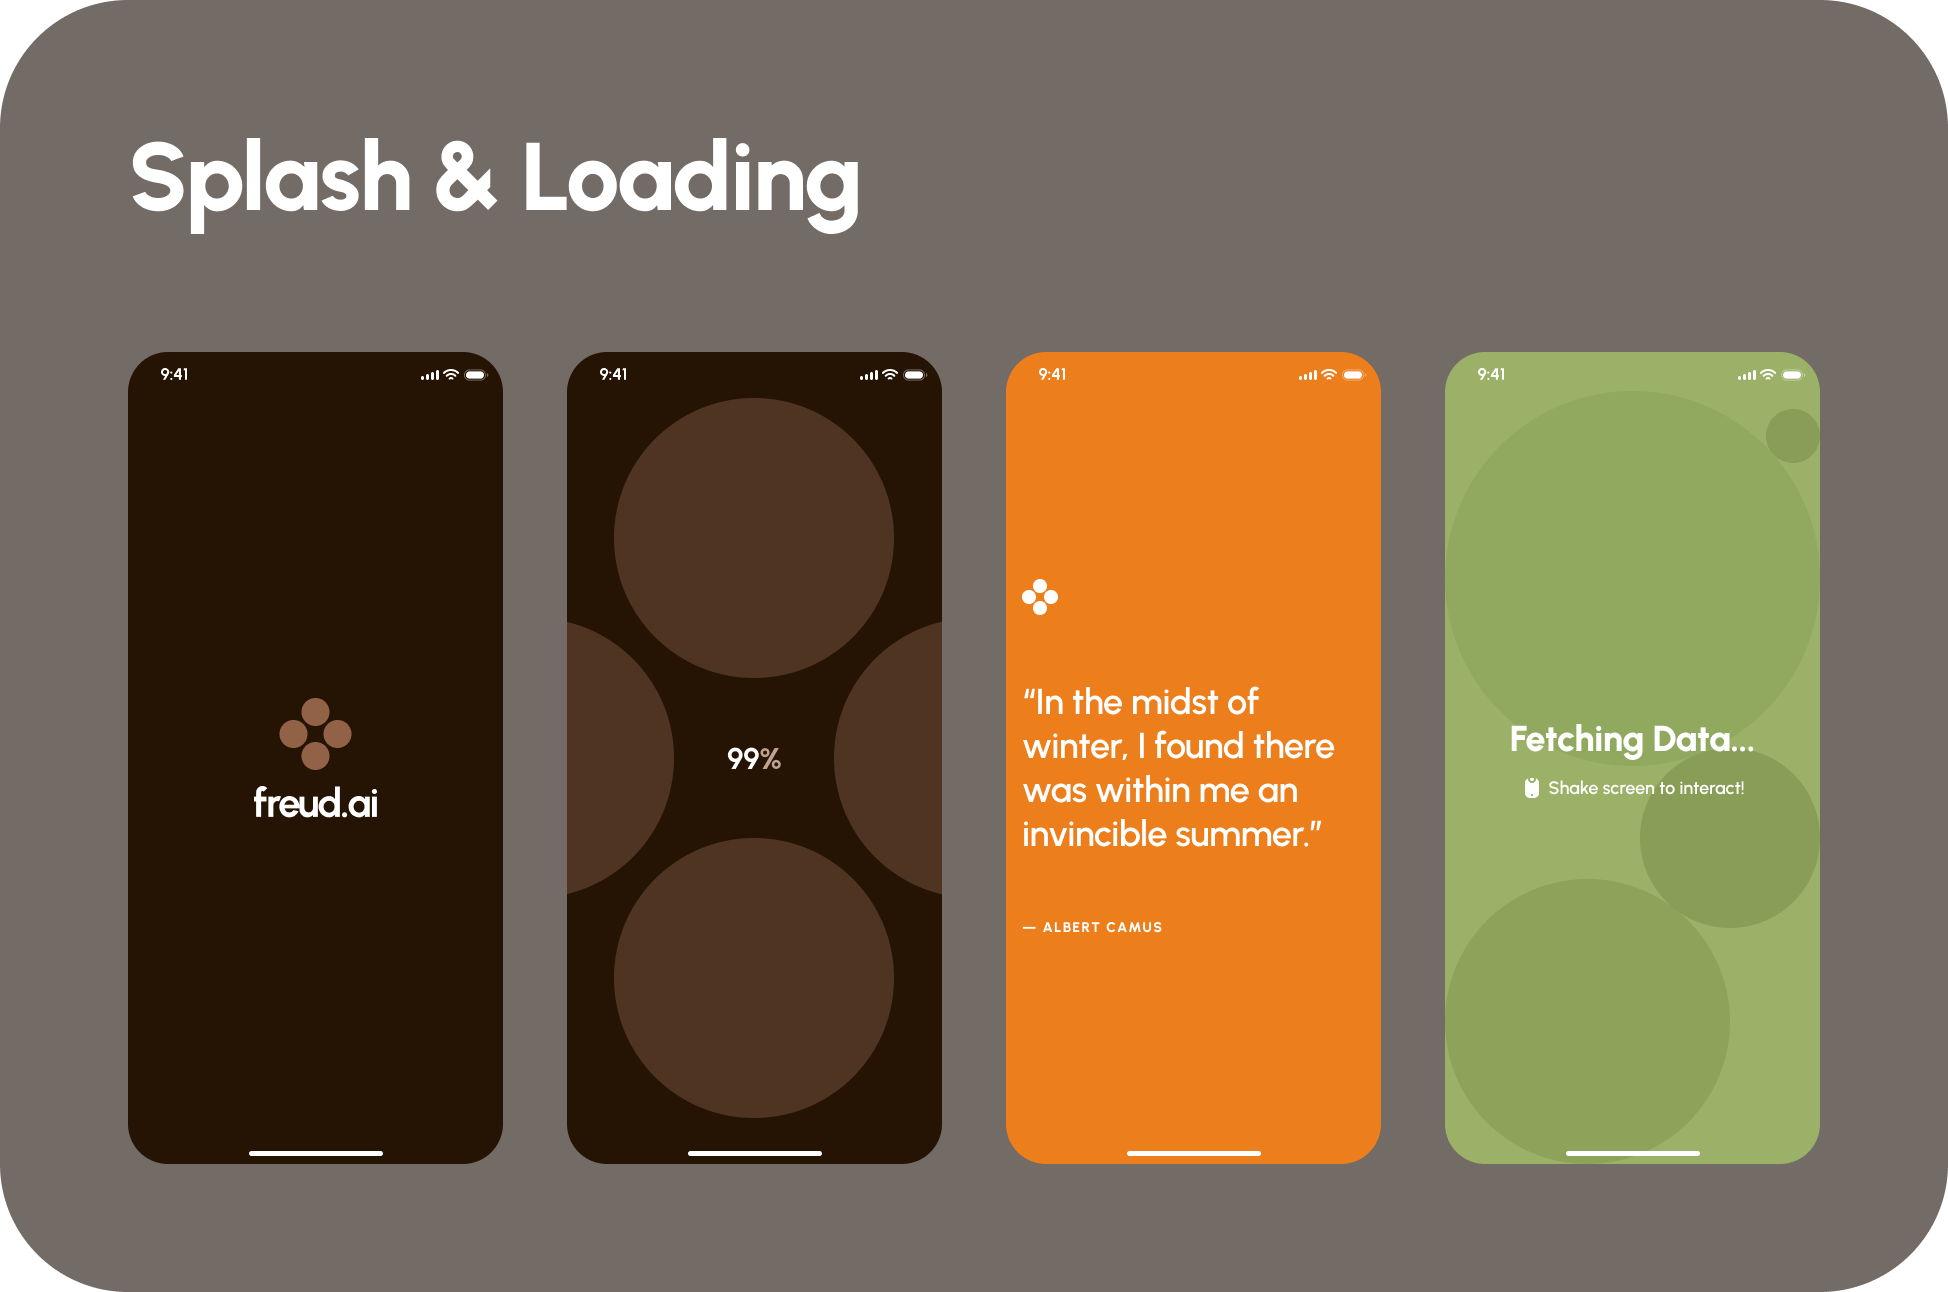 Splash & Loading
9:41
freud.ai
9:41
99%
9:41
“In the midst of
winter, I found there
was within me an
invincible summer.”
— ALBERT CAMUS
9:41
Fetching Data...
Shake screen to interact!